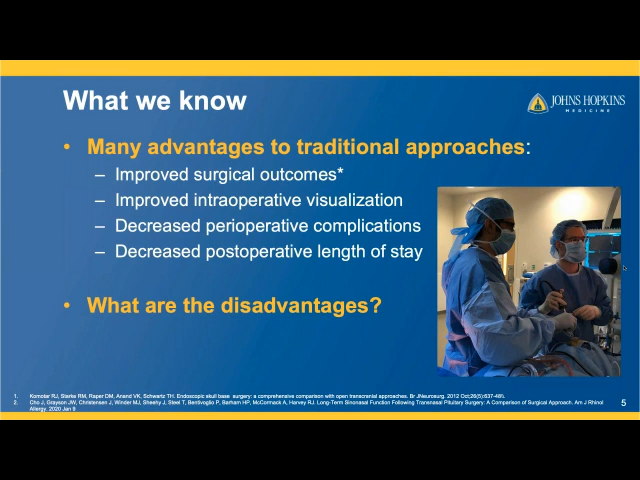 What we know
JOHNS HOPKINS
MEDICINE
• Many advantages to traditional approaches:
– Improved surgical outcomes*
– Improved intraoperative visualization
– Decreased perioperative complications
– Decreased postoperative length of stay
• What are the disadvantages?
1. Komotar RJ, Starke RM, Raper DM, Anand VK, Schwartz TH. Endoscopic skull base surgery: a comprehensive comparison with open transcranial approaches. Br JNeurosurg. 2012 Oct;26(5):637-48\.
2. Cho J, Grayson JW, Christensen J, Winder MJ, Sheehy J, Steel T, Bentivoglio P, Barham HP, McCormack A, Harvey RJ. Long-Term Sinonasal Function Following Transnasal Pituitary Surgery: A Comparison of Surgical Approach. Am J Rhinol
Allergy. 2020 Jan 9
5